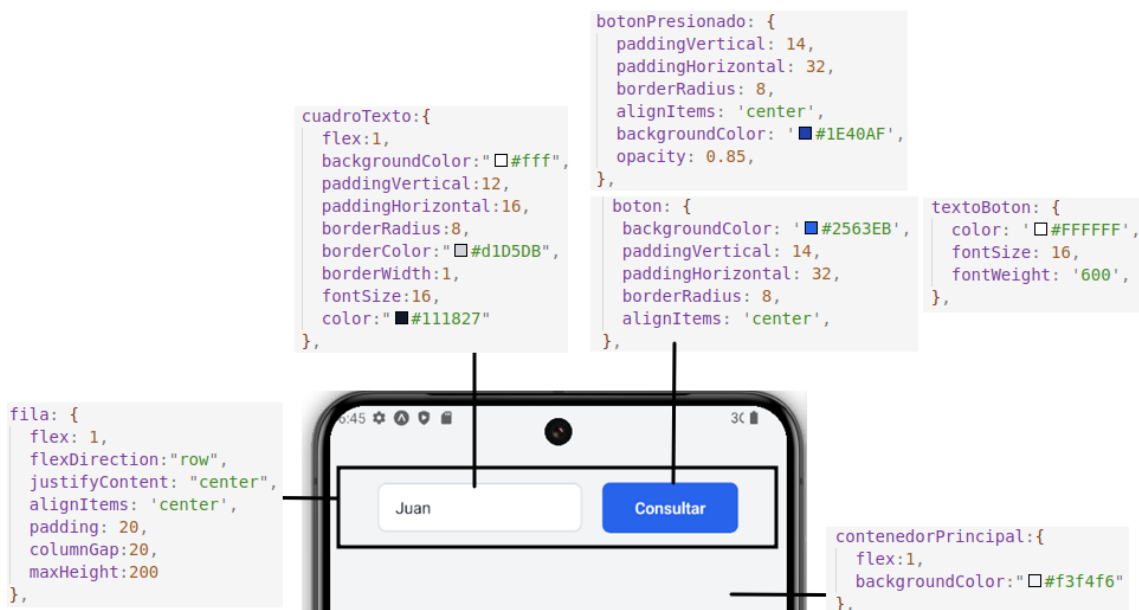 botonPresionado: {
paddingVertical: 14,
paddingHorizontal: 32,
borderRadius: 8,
alignItems: 'center',
backgroundColor: '#1E40AF',
opacity: 0.85,
},
cuadroTexto:{
flex:1,
backgroundColor:"#fff",
paddingVertical:12,
paddingHorizontal:16,
borderRadius:8,
borderColor:"#d1D5DB",
borderWidth:1,
fontSize:16,
color:"#111827"
},
boton: {
backgroundColor: '#2563EB',
paddingVertical: 14,
paddingHorizontal: 32,
borderRadius: 8,
alignItems: 'center',
},
textoBoton: {
color: '#FFFFFF',
fontSize: 16,
fontWeight: '600',
},
fila: {
flex: 1,
flexDirection:"row",
justifyContent: "center",
alignItems: 'center',
padding: 20,
columnGap:20,
maxHeight:200
},
:45
Juan
Consultar
contenedorPrincipal:{
flex:1,
backgroundColor:"#f3f4f6"
},